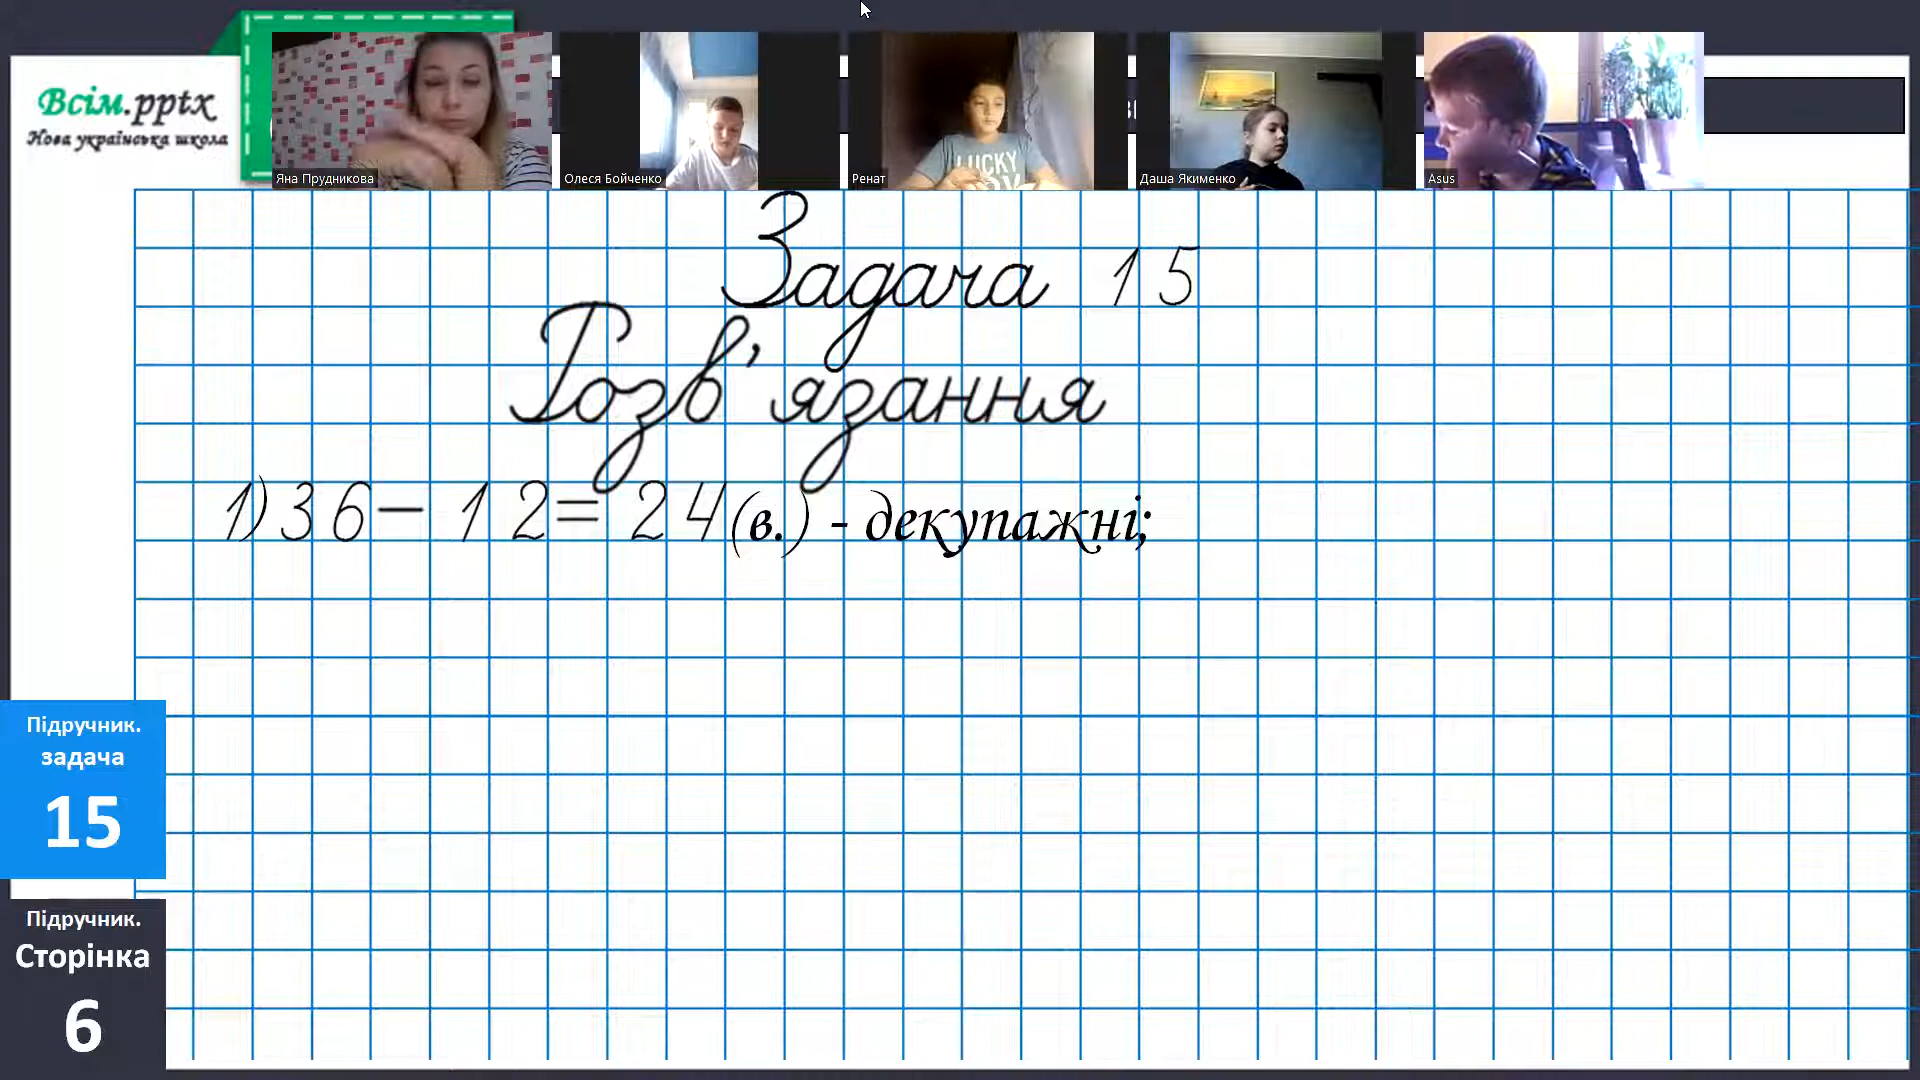 Всім.pptx
Нова українська школа
Яна Прудникова
Олеся Бойченко
Ренат
LUCKY
Даша Якименко
Asus
Задача 15
Розв'язання
1) 36 - 12 = 24 (в.) - декупажні;
Підручник.
задача
15
Підручник.
Сторінка
6